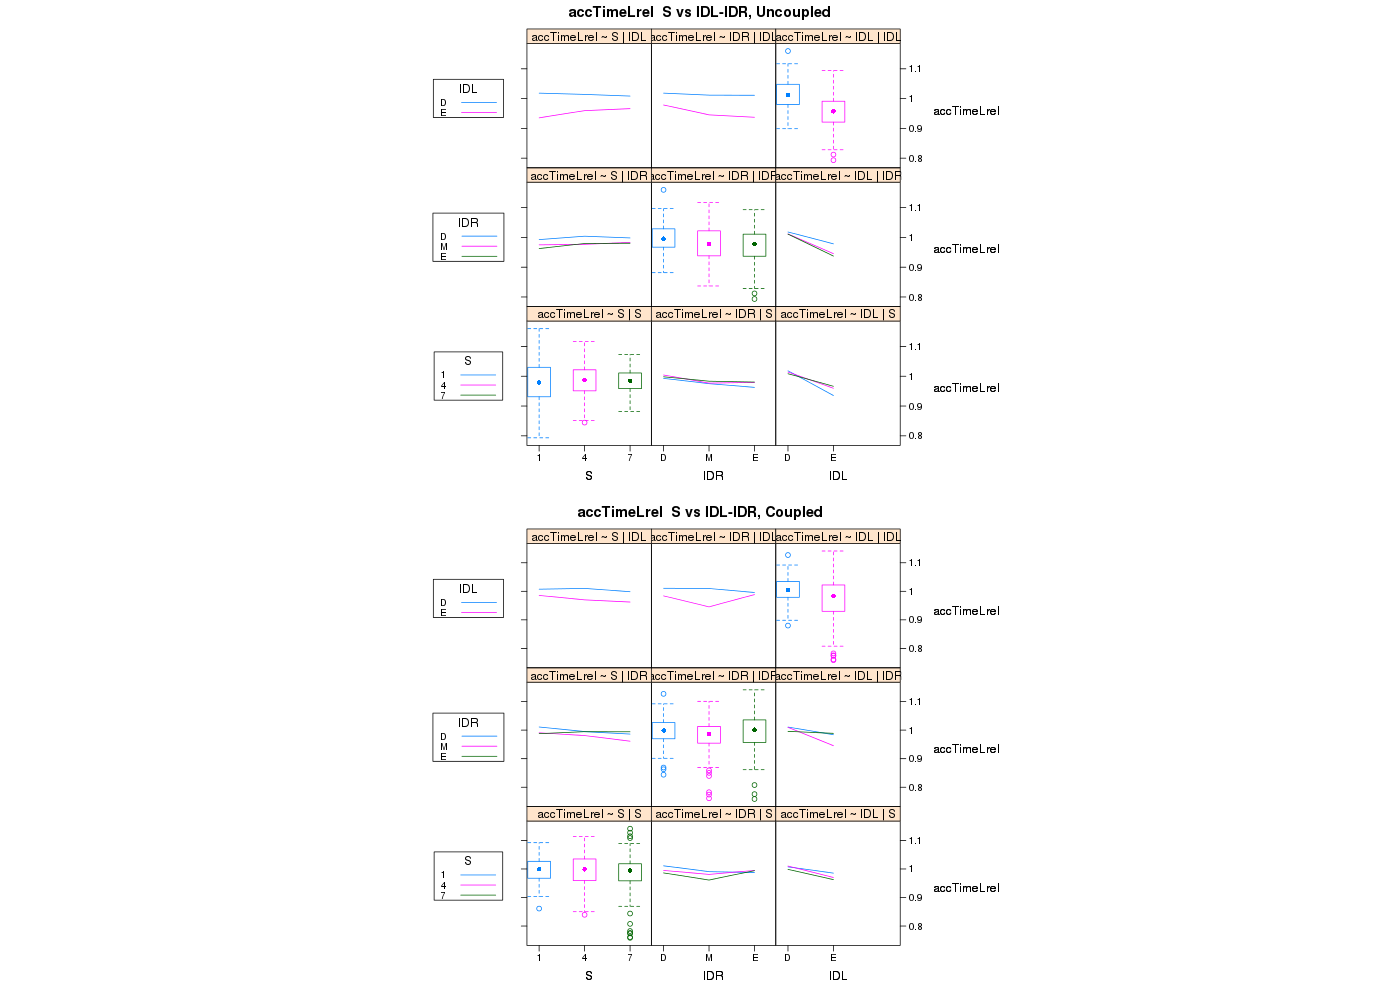 accTimeLrel S vs IDL-IDR, Uncoupled
accTimeLrel ~ S | IDL accTimeLrel ~ IDR | IDL accTimeLrel ~ IDL | IDL
IDL
D
E
1.1
1
0.9
0.8
accTimeLrel
accTimeLrel ~ S | IDR accTimeLrel ~ IDR | IDR accTimeLrel ~ IDL | IDR
IDR
D
M
E
1.1
1
0.9
0.8
accTimeLrel
accTimeLrel ~ S | S accTimeLrel ~ IDR | S accTimeLrel ~ IDL | S
S
1
4
7
1.1
1
0.9
0.8
accTimeLrel
1 4 7 D M E D E
S IDR IDL
accTimeLrel S vs IDL-IDR, Coupled
accTimeLrel ~ S | IDL accTimeLrel ~ IDR | IDL accTimeLrel ~ IDL | IDL
IDL
D
E
1.1
1
0.9
0.8
accTimeLrel
accTimeLrel ~ S | IDR accTimeLrel ~ IDR | IDR accTimeLrel ~ IDL | IDR
IDR
D
M
E
1.1
1
0.9
0.8
accTimeLrel
accTimeLrel ~ S | S accTimeLrel ~ IDR | S accTimeLrel ~ IDL | S
S
1
4
7
1.1
1
0.9
0.8
accTimeLrel
1 4 7 D M E D E
S IDR IDL